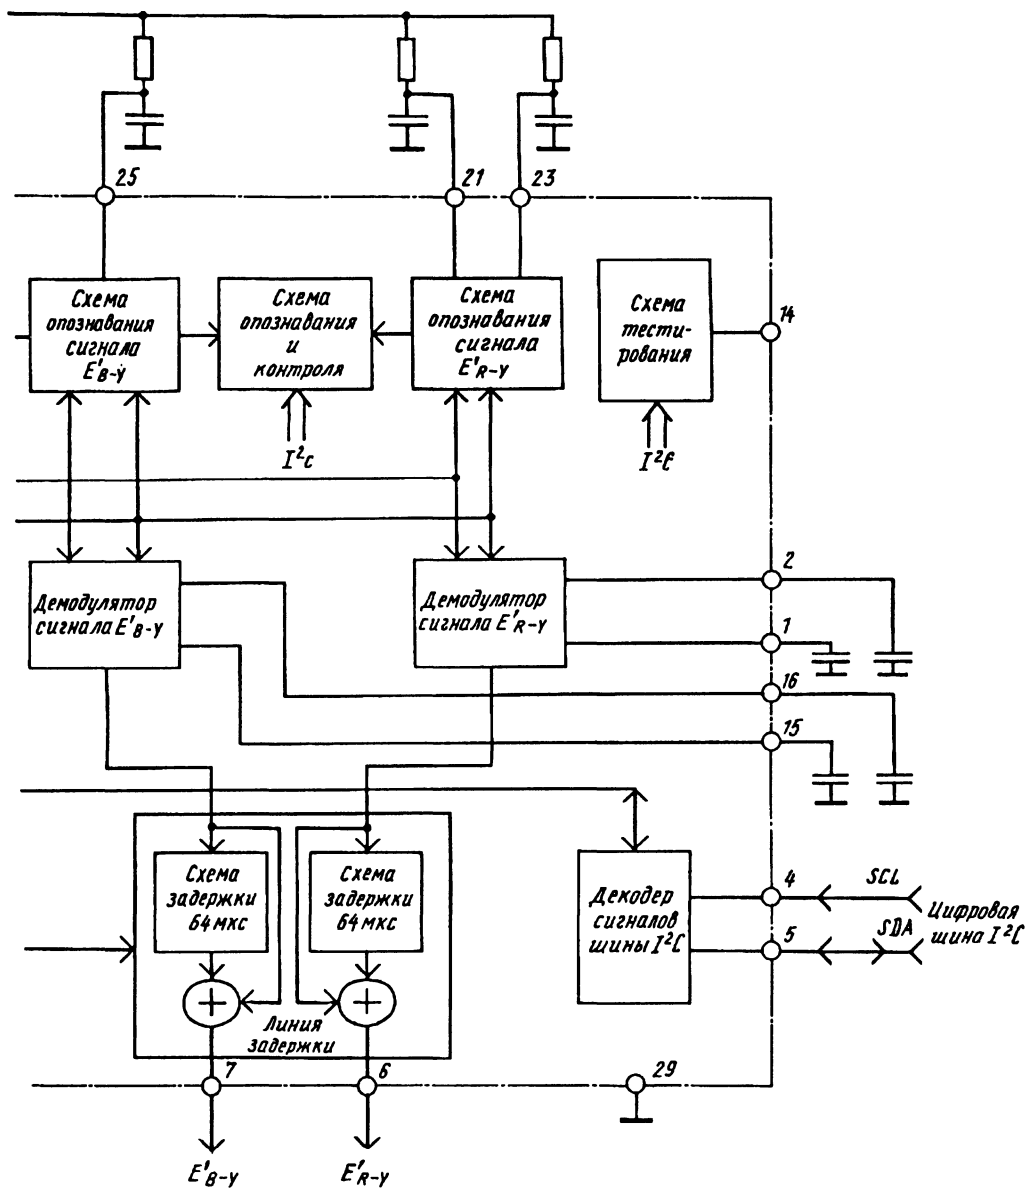 25
21
23
Схема
опознавания
сигнала
E'B-y
Схема
опознавания
и
контроля
Схема
опознавания
сигнала
E'R-y
Схема
тести-
рования
14
I²c
I²C
2
Демодулятор
сигнала E'B-y
Демодулятор
сигнала E'R-y
1
16
15
Схема
задержки
64 мкс
Схема
задержки
64 мкс
Декодер
сигналов
шины I²C
4
SCL
5
SDA
Цифровая
шина I²C
+
+
Линия
задержки
7
6
29
E'B-y
E'R-y